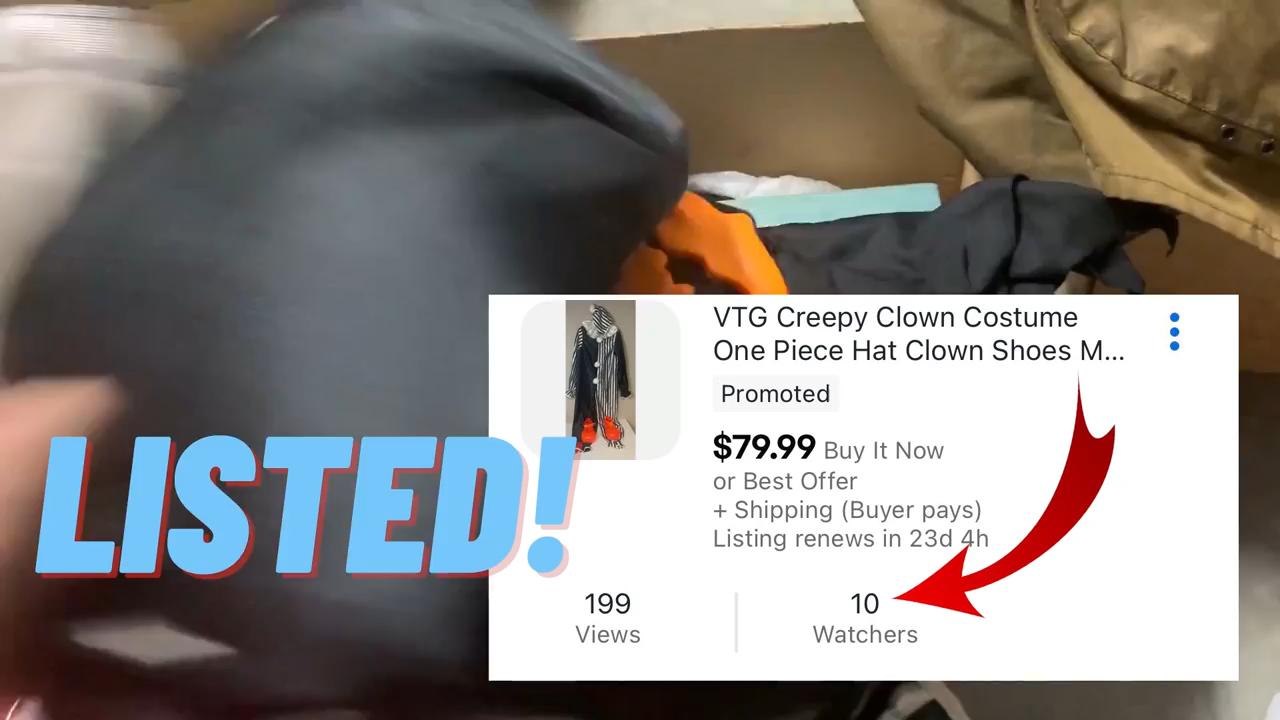 VTG Creepy Clown Costume
One Piece Hat Clown Shoes M...
Promoted
$79.99 Buy It Now
or Best Offer
+ Shipping (Buyer pays)
Listing renews in 23d 4h
LISTED!
199
Views
10
Watchers